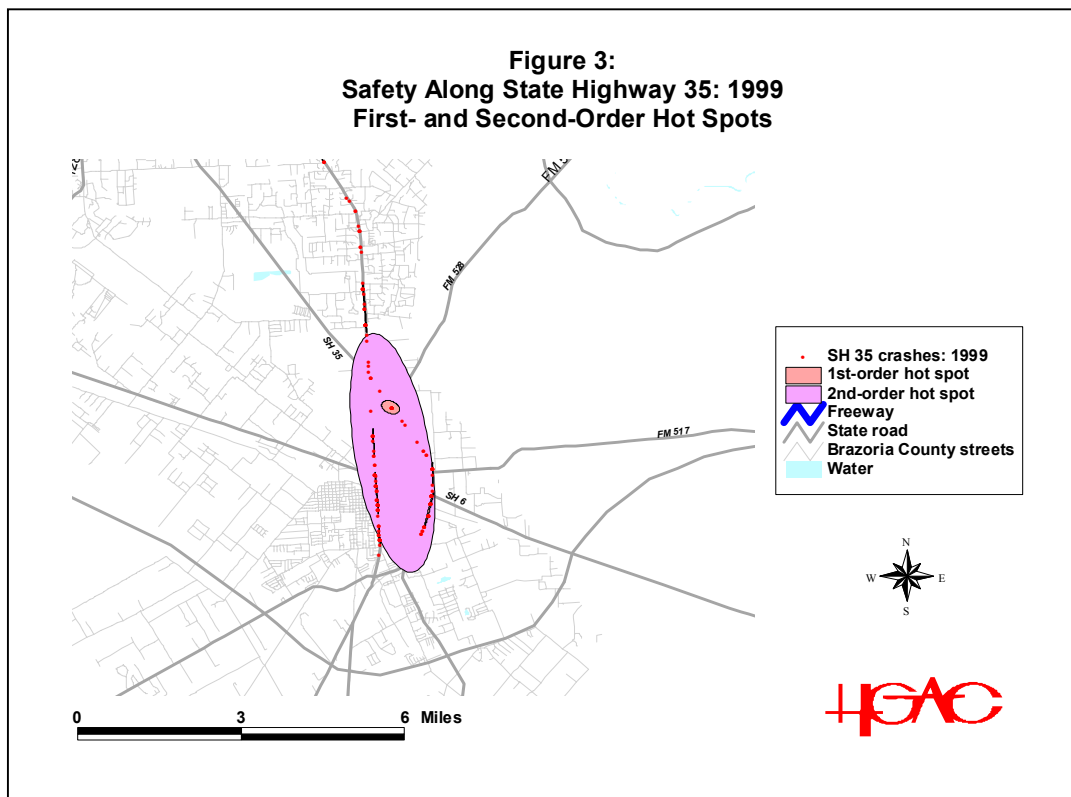 Figure 3:
Safety Along State Highway 35: 1999
First- and Second-Order Hot Spots
FM 528
SH 35
FM 517
SH 6
SH 35 crashes: 1999
1st-order hot spot
2nd-order hot spot
Freeway
State road
Brazoria County streets
Water
N
W E
S
0 3 6 Miles
HGAC